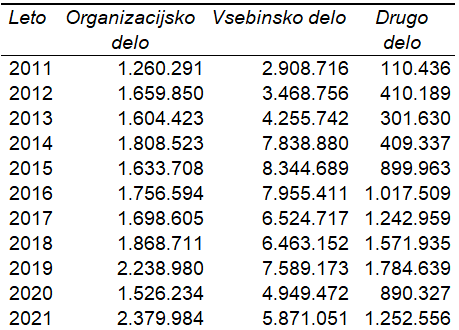 Leto Organizacijsko delo Vsebinsko delo Drugo delo
2011 1.260.291 2.908.716 110.436
2012 1.659.850 3.468.756 410.189
2013 1.604.423 4.255.742 301.630
2014 1.808.523 7.838.880 409.337
2015 1.633.708 8.344.689 899.963
2016 1.756.594 7.955.411 1.017.509
2017 1.698.605 6.524.717 1.242.959
2018 1.868.711 6.463.152 1.571.935
2019 2.238.980 7.589.173 1.784.639
2020 1.526.234 4.949.472 890.327
2021 2.379.984 5.871.051 1.252.556